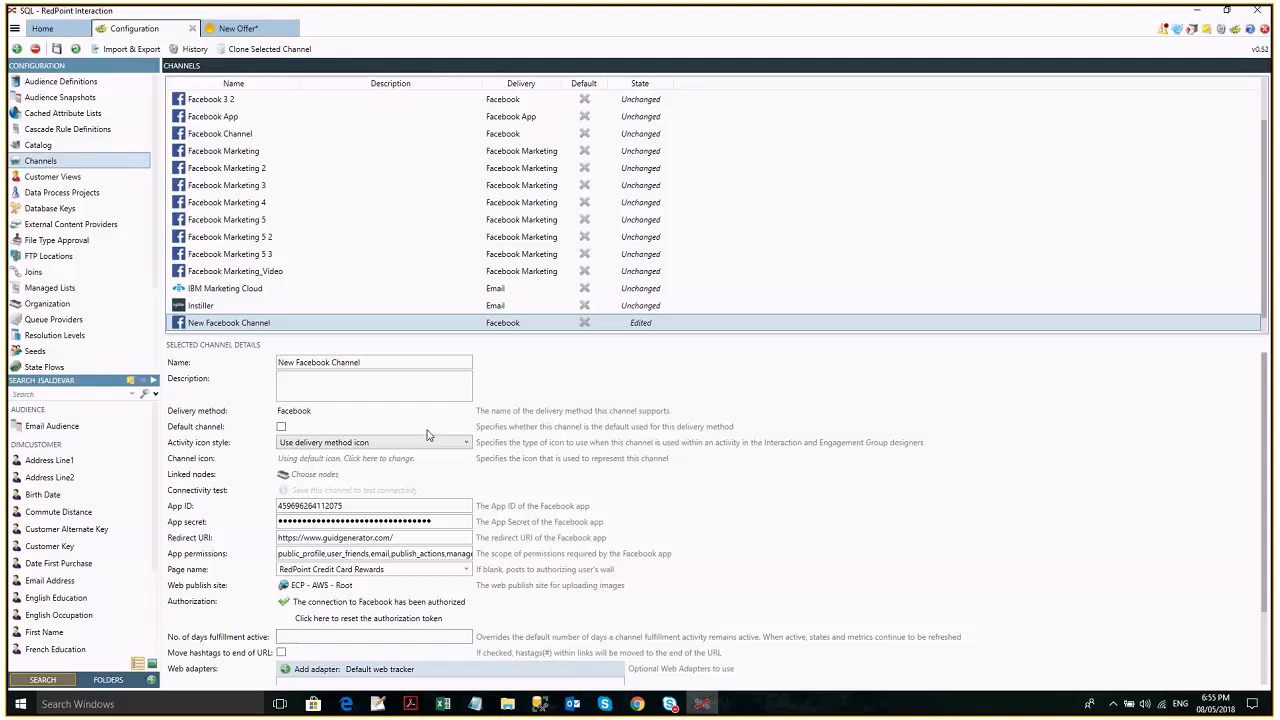 SQL - RedPoint Interaction
Home
Configuration
New Offer*
Import & Export
History
Clone Selected Channel
v0.52
CONFIGURATION
Audience Definitions
Audience Snapshots
Cached Attribute Lists
Cascade Rule Definitions
Catalog
Channels
Customer Views
Data Process Projects
Database Keys
External Content Providers
File Type Approval
FTP Locations
Joins
Managed Lists
Organization
Queue Providers
Resolution Levels
Seeds
State Flows
SEARCH JSALDEVAR
Search
AUDIENCE
Email Audience
DIMCUSTOMER
Address Line1
Address Line2
Birth Date
Commute Distance
Customer Alternate Key
Customer Key
Date First Purchase
Email Address
English Education
English Occupation
First Name
French Education
SEARCH
FOLDERS
CHANNELS
Name Description Delivery Default State
Facebook 3 2 Facebook Unchanged
Facebook App Facebook App Unchanged
Facebook Channel Facebook Unchanged
Facebook Marketing Facebook Marketing Unchanged
Facebook Marketing 2 Facebook Marketing Unchanged
Facebook Marketing 3 Facebook Marketing Unchanged
Facebook Marketing 4 Facebook Marketing Unchanged
Facebook Marketing 5 Facebook Marketing Unchanged
Facebook Marketing 5 2 Facebook Marketing Unchanged
Facebook Marketing 5 3 Facebook Marketing Unchanged
Facebook Marketing_Video Facebook Marketing Unchanged
IBM Marketing Cloud Email Unchanged
Instiller Email Unchanged
New Facebook Channel Facebook Edited
SELECTED CHANNEL DETAILS
Name: New Facebook Channel
Description:
Delivery method: Facebook The name of the delivery method this channel supports
Default channel: Specifies whether this channel is the default used for this delivery method
Activity icon style: Use delivery method icon Specifies the type of icon to use when this channel is used within an activity in the Interaction and Engagement Group designers
Channel icon: Using default icon. Click here to change. Specifies the icon that is used to represent this channel
Linked nodes: Choose nodes
Connectivity test: Save this channel to test connectivity
App ID: 459696264112075 The App ID of the Facebook app
App secret: ●●●●●●●●●●●●●●●●●●●●●●●●●●●●●●●● The App Secret of the Facebook app
Redirect URI: https://www.guidgenerator.com/ The redirect URI of the Facebook app
App permissions: public_profile,user_friends,email,publish_actions,manage The scope of permissions required by the Facebook app
Page name: RedPoint Credit Card Rewards If blank, posts to authorizing user's wall
Web publish site: ECP - AWS - Root The web publish site for uploading images
Authorization: The connection to Facebook has been authorized
Click here to reset the authorization token
No. of days fulfillment active: Overrides the default number of days a channel fulfillment activity remains active. When active, states and metrics continue to be refreshed
Move hashtags to end of URL: If checked, hastags(#) within links will be moved to the end of the URL
Web adapters: Add adapter: Default web tracker Optional Web Adapters to use
Search Windows
ENG
6:55 PM
08/05/2018